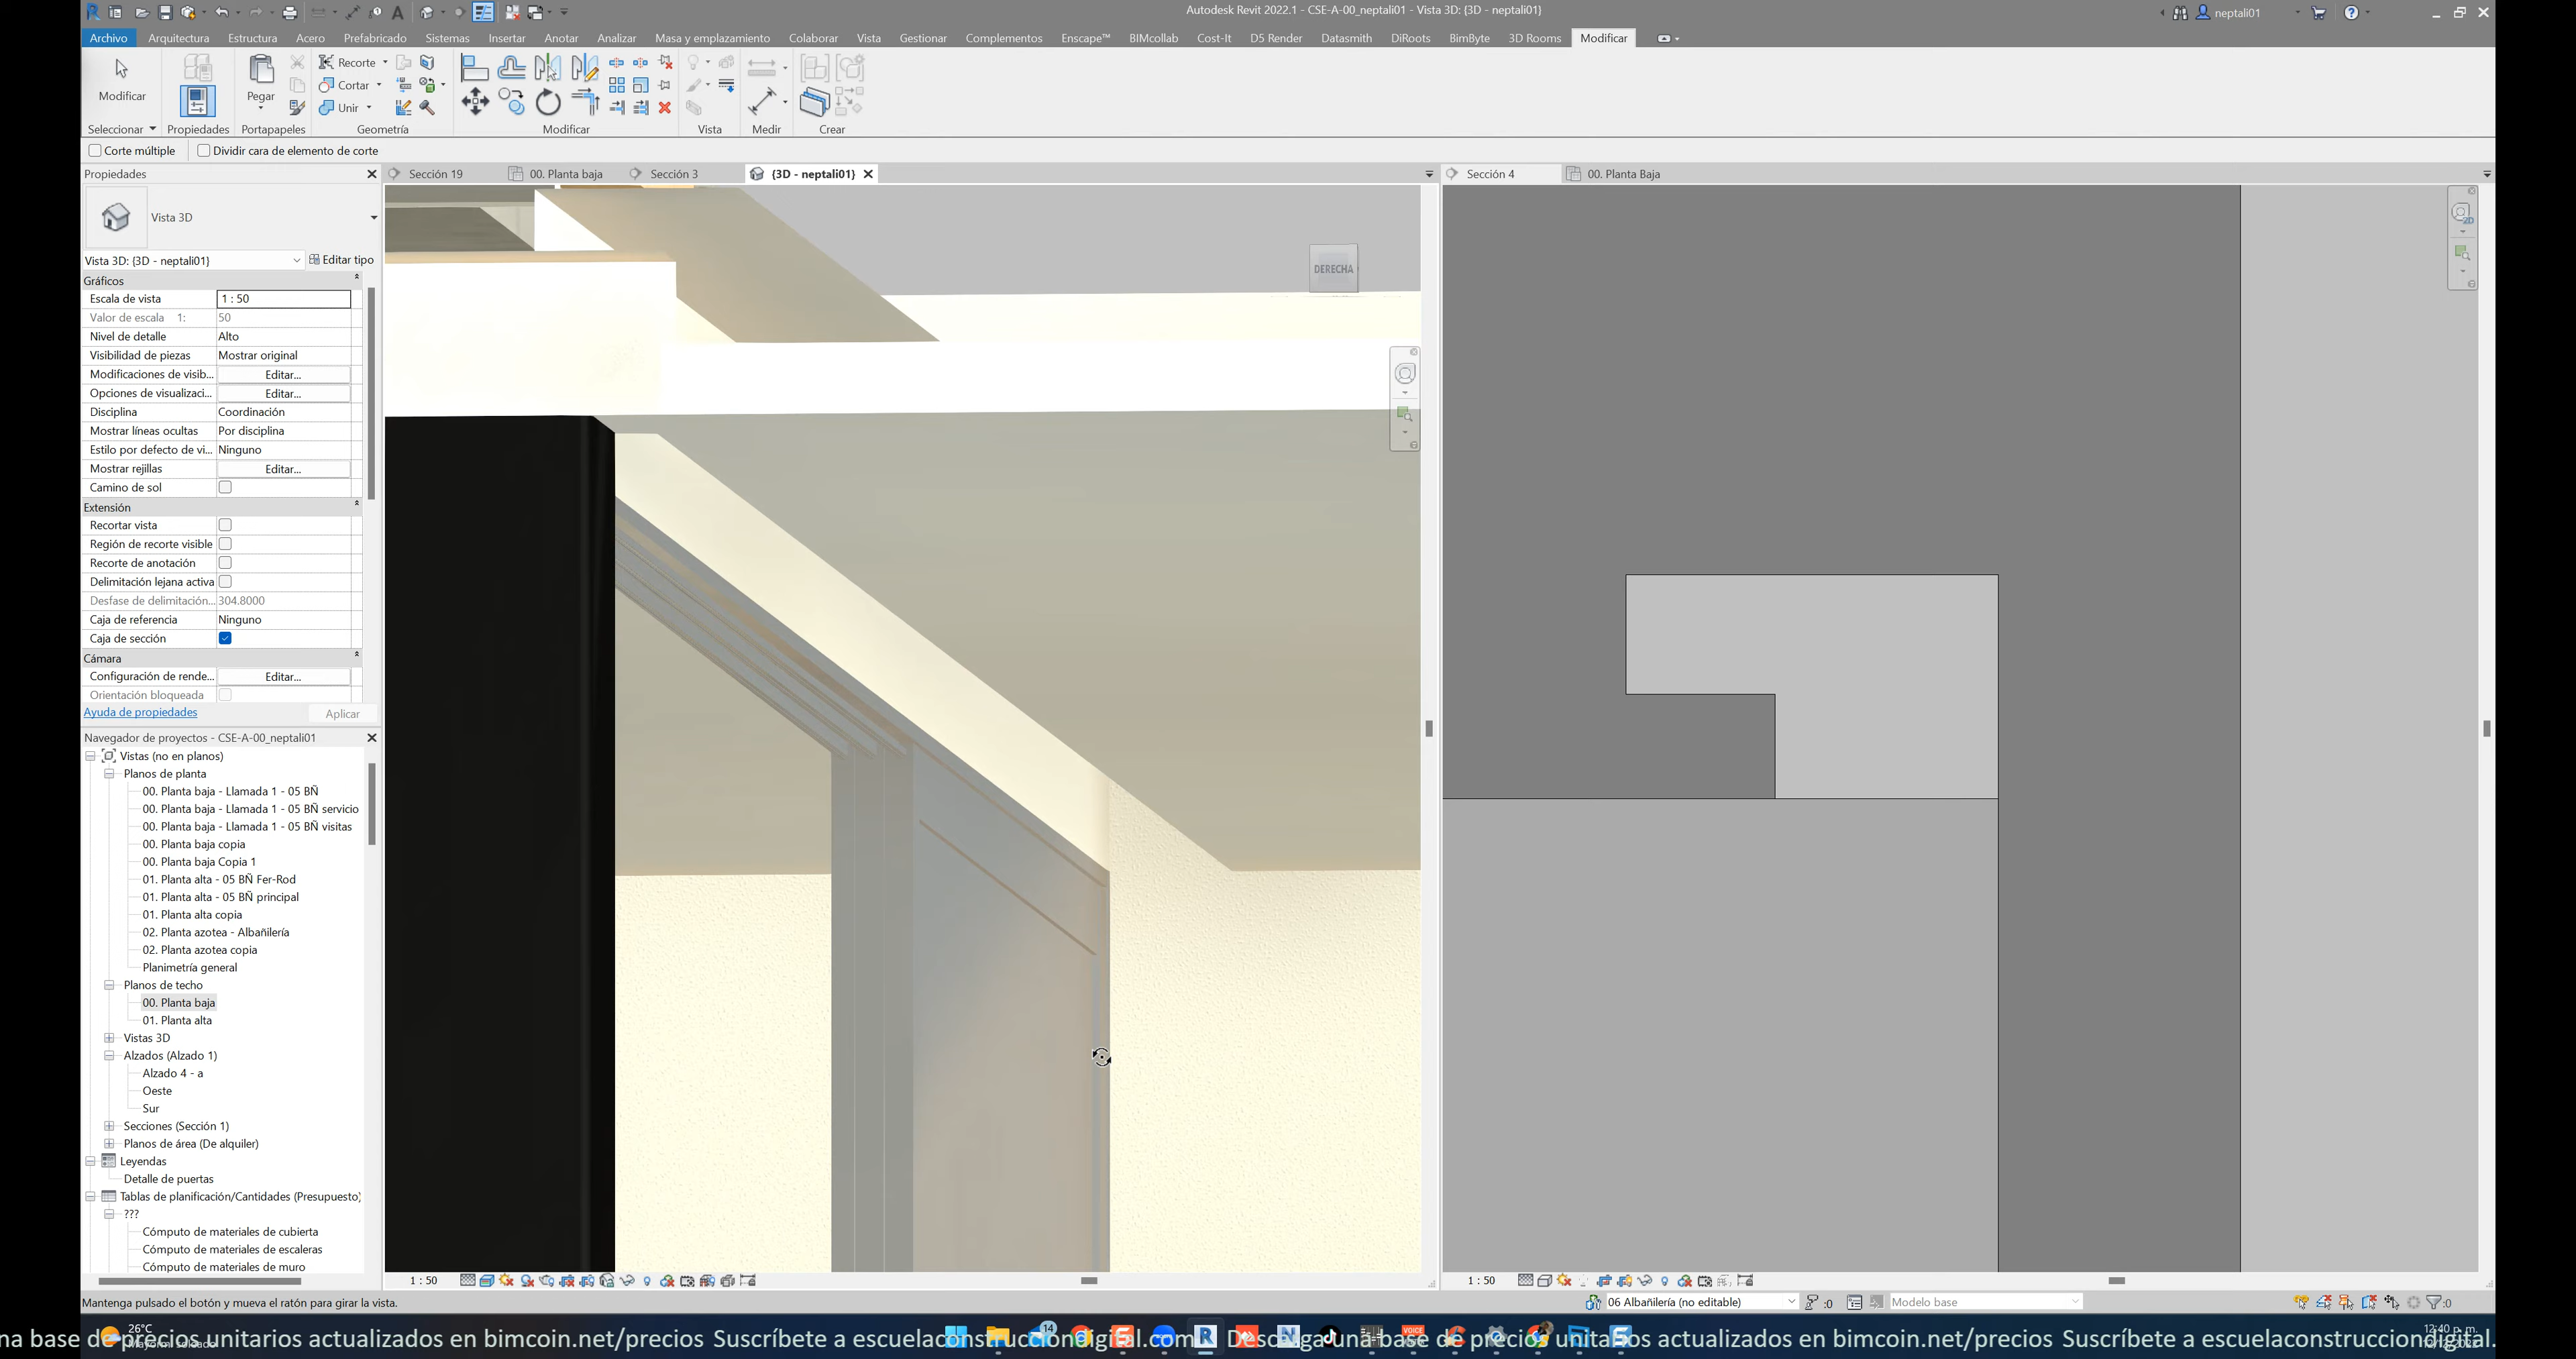 Autodesk Revit 2022.1 - CSE-A-00_neptali01 - Vista 3D: {3D - neptali01}
neptali01
Archivo Arquitectura Estructura Acero Prefabricado Sistemas Insertar Anotar Analizar Masa y emplazamiento Colaborar Vista Gestionar Complementos Enscape™ BIMcollab Cost-It D5 Render Datasmith DiRoots BimByte 3D Rooms Modificar
Recorte
Cortar
Unir
Modificar
Pegar
Seleccionar Propiedades Portapapeles Geometría Modificar Vista Medir Crear
Corte múltiple Dividir cara de elemento de corte
Propiedades
Sección 19 00. Planta baja Sección 3 {3D - neptali01} Sección 4 00. Planta Baja
Vista 3D
Vista 3D: {3D - neptali01} Editar tipo
Gráficos
Escala de vista 1 : 50
Valor de escala 1: 50
Nivel de detalle Alto
Visibilidad de piezas Mostrar original
Modificaciones de visib... Editar...
Opciones de visualizaci... Editar...
Disciplina Coordinación
Mostrar líneas ocultas Por disciplina
Estilo por defecto de vi... Ninguno
Mostrar rejillas Editar...
Camino de sol
Extensión
Recortar vista
Región de recorte visible
Recorte de anotación
Delimitación lejana activa
Desfase de delimitación... 304.8000
Caja de referencia Ninguno
Caja de sección
Cámara
Configuración de rende... Editar...
Orientación bloqueada
Ayuda de propiedades Aplicar
DERECHA
Navegador de proyectos - CSE-A-00_neptali01
Vistas (no en planos)
Planos de planta
00. Planta baja - Llamada 1 - 05 BÑ
00. Planta baja - Llamada 1 - 05 BÑ servicio
00. Planta baja - Llamada 1 - 05 BÑ visitas
00. Planta baja copia
00. Planta baja Copia 1
01. Planta alta - 05 BÑ Fer-Rod
01. Planta alta - 05 BÑ principal
01. Planta alta copia
02. Planta azotea - Albañilería
02. Planta azotea copia
Planimetría general
Planos de techo
00. Planta baja
01. Planta alta
Vistas 3D
Alzados (Alzado 1)
Alzado 4 - a
Oeste
Sur
Secciones (Sección 1)
Planos de área (De alquiler)
Leyendas
Detalle de puertas
Tablas de planificación/Cantidades (Presupuesto)
???
Cómputo de materiales de cubierta
Cómputo de materiales de escaleras
Cómputo de materiales de muro
1 : 50
1 : 50
Mantenga pulsado el botón y mueva el ratón para girar la vista.
06 Albañilería (no editable) :0 Modelo base :0
26°C
14
12:40 p. m.
na base de precios unitarios actualizados en bimcoin.net/precios Suscríbete a escuelaconstrucciondigital.com Descarga una base de precios unitarios actualizados en bimcoin.net/precios Suscríbete a escuelaconstrucciondigital.